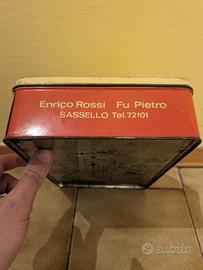 Enrico Rossi Fu Pietro
SASSELLO Tel.72101
subito